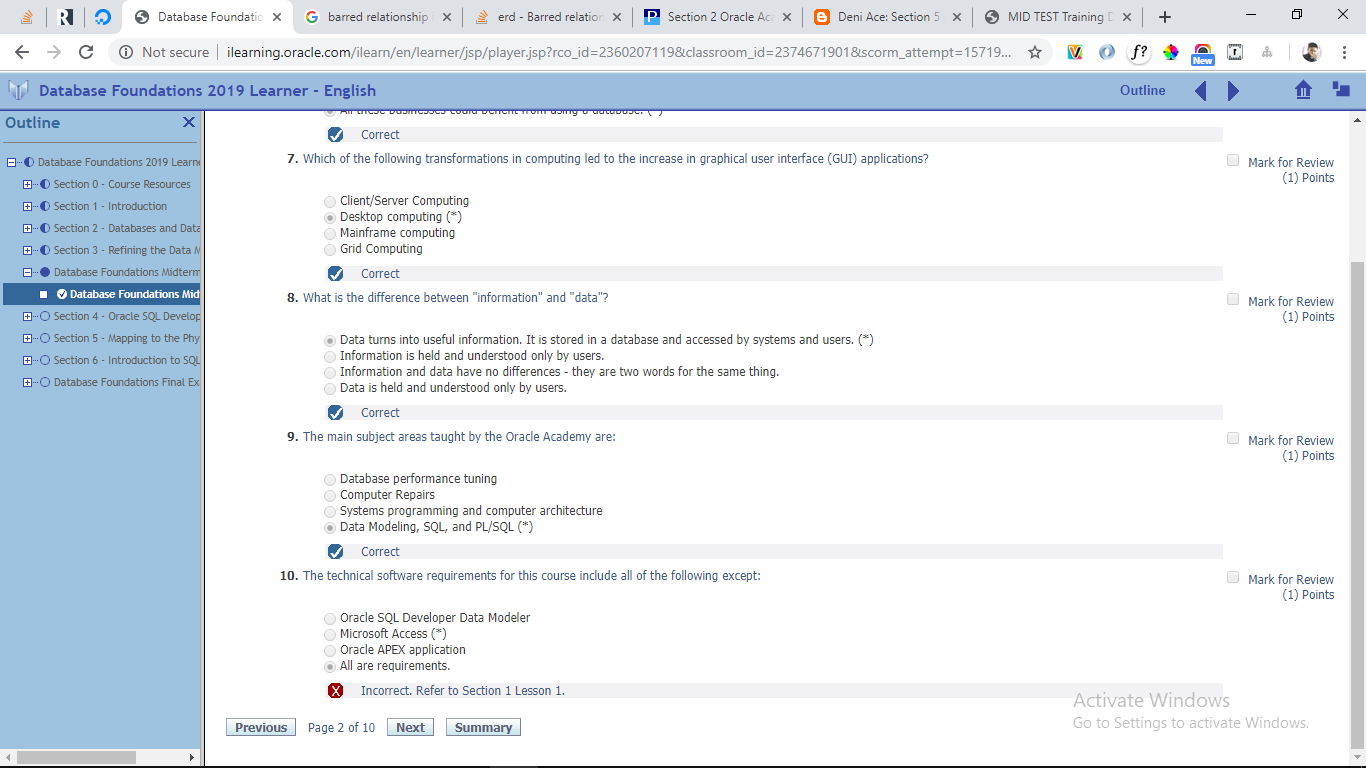 Database Foundatio
barred relationship
erd - Barred relation
Section 2 Oracle Aca
Deni Ace: Section 5
MID TEST Training D
Not secure
ilearning.oracle.com/ilearn/en/learner/jsp/player.jsp?rco_id=2360207119&classroom_id=2374671901&scorm_attempt=15719...
f?
New
Database Foundations 2019 Learner - English
Outline
Outline
Database Foundations 2019 Learne
Section 0 - Course Resources
Section 1 - Introduction
Section 2 - Databases and Data
Section 3 - Refining the Data M
Database Foundations Midterm
Database Foundations Mid
Section 4 - Oracle SQL Develop
Section 5 - Mapping to the Phy
Section 6 - Introduction to SQL
Database Foundations Final Ex
All these businesses could benefit from using a database. (*)
Correct
7. Which of the following transformations in computing led to the increase in graphical user interface (GUI) applications?
Mark for Review
(1) Points
Client/Server Computing
Desktop computing (*)
Mainframe computing
Grid Computing
Correct
8. What is the difference between "information" and "data"?
Mark for Review
(1) Points
Data turns into useful information. It is stored in a database and accessed by systems and users. (*)
Information is held and understood only by users.
Information and data have no differences - they are two words for the same thing.
Data is held and understood only by users.
Correct
9. The main subject areas taught by the Oracle Academy are:
Mark for Review
(1) Points
Database performance tuning
Computer Repairs
Systems programming and computer architecture
Data Modeling, SQL, and PL/SQL (*)
Correct
10. The technical software requirements for this course include all of the following except:
Mark for Review
(1) Points
Oracle SQL Developer Data Modeler
Microsoft Access (*)
Oracle APEX application
All are requirements.
X Incorrect. Refer to Section 1 Lesson 1.
Previous Page 2 of 10 Next Summary
Activate Windows
Go to Settings to activate Windows.